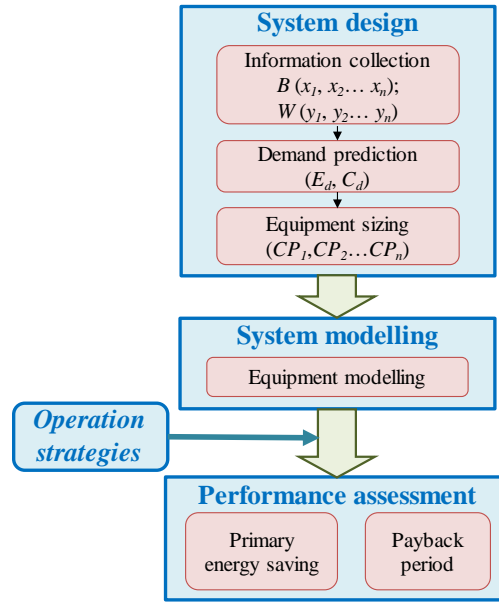 System design
Information collection
B (x1, x2… xn);
W (y1, y2… yn)
Demand prediction
(Ed, Cd)
Equipment sizing
(CP1,CP2…CPn)
System modelling
Equipment modelling
Operation
strategies
Performance assessment
Primary
energy saving
Payback
period